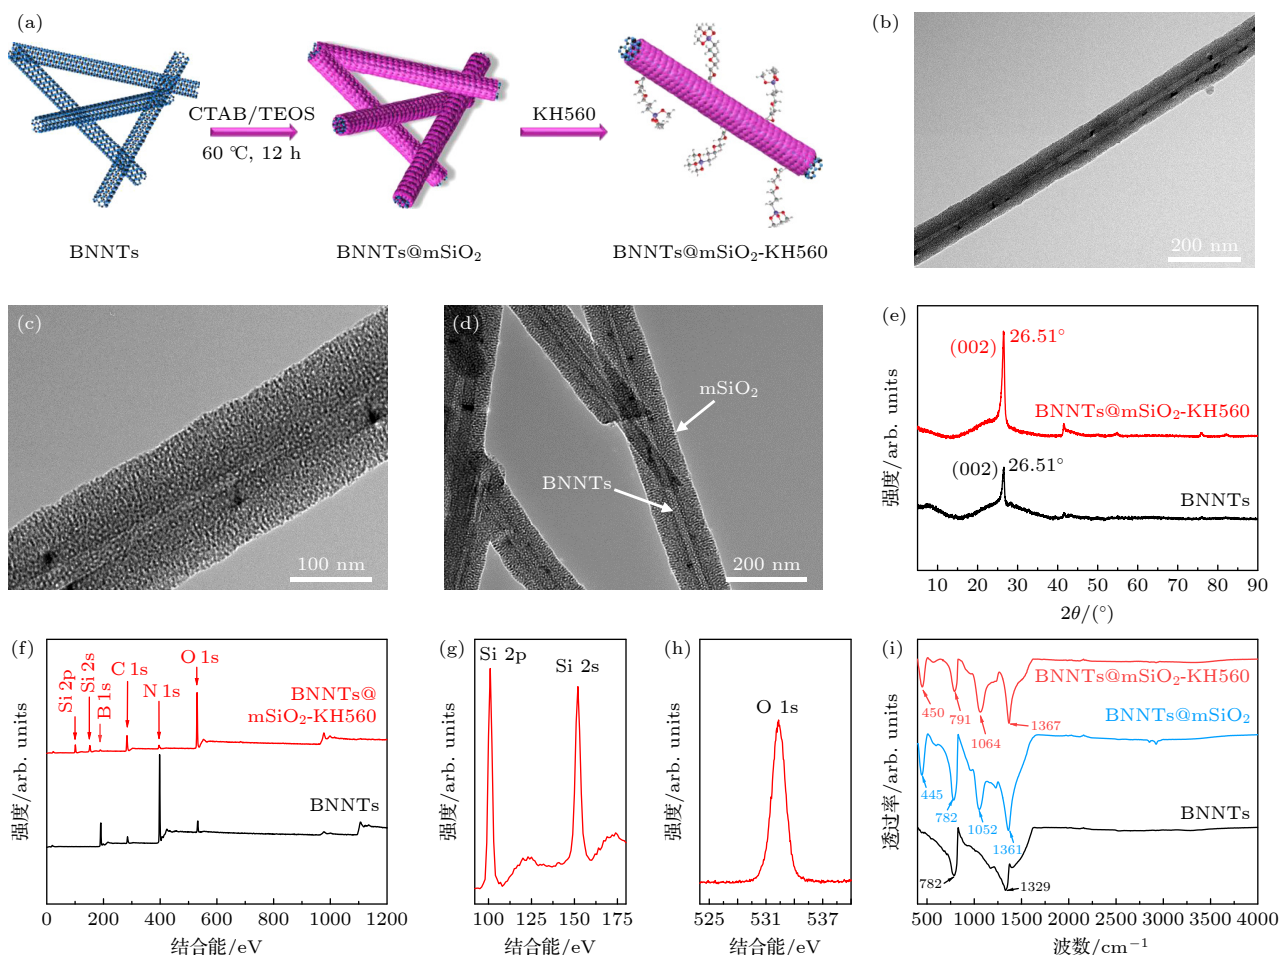 (a)
CTAB/TEOS
60 ℃, 12 h
KH560
BNNTs
BNNTs@mSiO₂
BNNTs@mSiO₂-KH560
(b)
200 nm
(c)
100 nm
(d)
mSiO₂
BNNTs
200 nm
(e)
(002)
26.51°
BNNTs@mSiO₂-KH560
(002)
26.51°
BNNTs
强度/arb. units
10 20 30 40 50 60 70 80 90
2θ/(°)
(f)
Si 2p
Si 2s
B 1s
C 1s
N 1s
O 1s
BNNTs@
mSiO₂-KH560
BNNTs
强度/arb. units
0 200 400 600 800 1000 1200
结合能/eV
(g)
Si 2p
Si 2s
强度/arb. units
100 125 150 175
结合能/eV
(h)
O 1s
强度/arb. units
525 531 537
结合能/eV
(i)
BNNTs@mSiO₂-KH560
450
791
1064
1367
BNNTs@mSiO₂
445
782
1052
1361
BNNTs
782
1329
透过率/arb. units
400 1000 1500 2000 2500 3000 3500 4000
波数/cm⁻¹